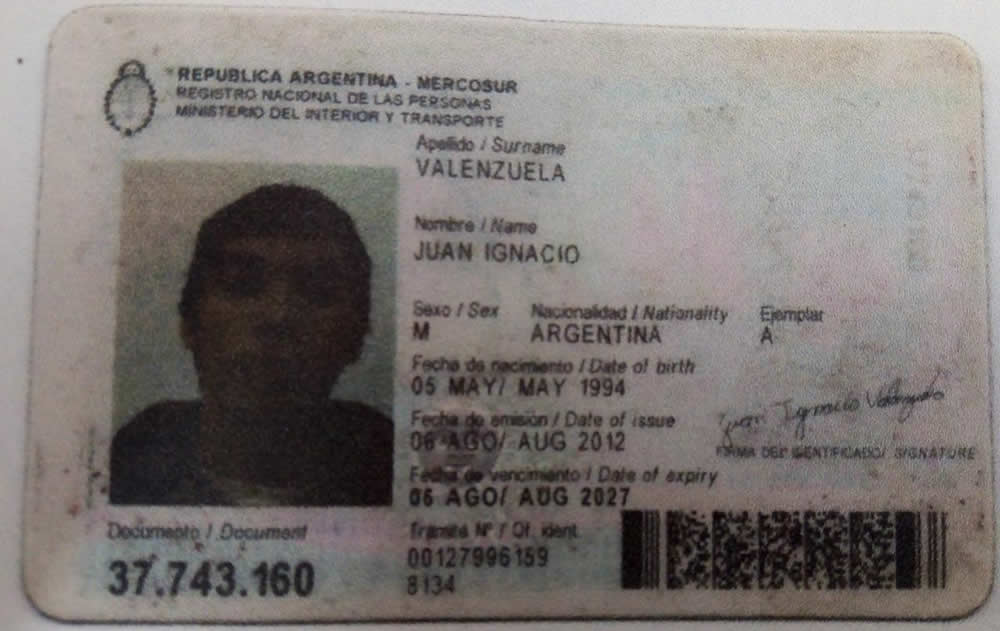 REPUBLICA ARGENTINA - MERCOSUR
REGISTRO NACIONAL DE LAS PERSONAS
MINISTERIO DEL INTERIOR Y TRANSPORTE
Apellido / Surname
VALENZUELA
Nombre / Name
JUAN IGNACIO
Sexo / Sex Nacionalidad / Nationality Ejemplar
M ARGENTINA A
Fecha de nacimiento / Date of birth
05 MAY/ MAY 1994
Fecha de emisión / Date of issue
06 AGO/ AUG 2012
Juan Ignacio Valenzuela
FIRMA DEL IDENTIFICADO/ SIGNATURE
Fecha de vencimiento / Date of expiry
06 AGO/ AUG 2027
Documento / Document
37.743.160
Trámite Nº / Of. ident.
00127996159
8134